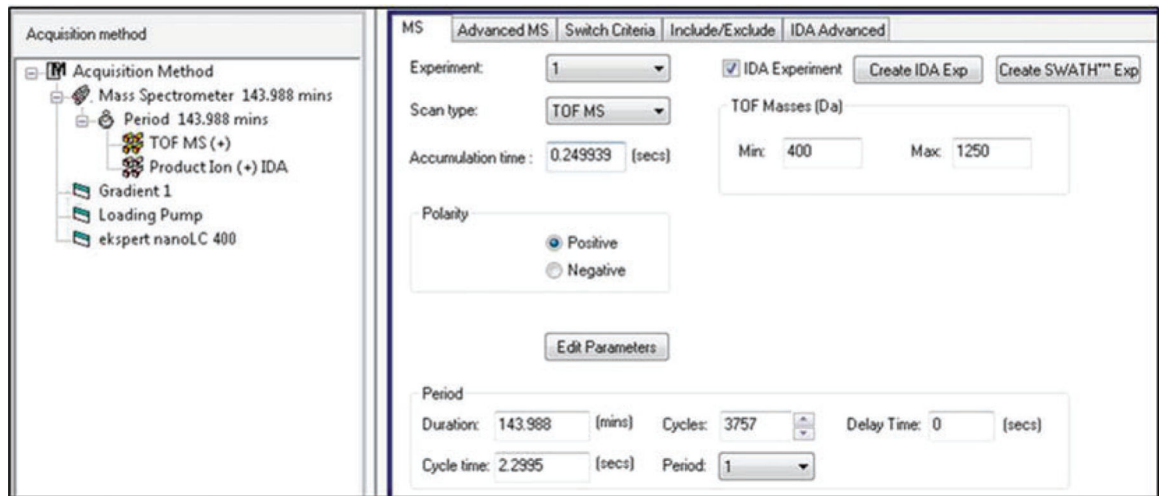 Acquisition method
Acquisition Method
Mass Spectrometer 143.988 mins
Period 143.988 mins
TOF MS (+)
Product Ion (+) IDA
Gradient 1
Loading Pump
ekspert nanoLC 400
MS Advanced MS Switch Criteria Include/Exclude IDA Advanced
Experiment: 1 IDA Experiment Create IDA Exp Create SWATH™ Exp
Scan type: TOF MS TOF Masses (Da)
Accumulation time : 0.249939 (secs) Min: 400 Max: 1250
Polarity
Positive
Negative
Edit Parameters
Period
Duration: 143.988 (mins) Cycles: 3757 Delay Time: 0 (secs)
Cycle time: 2.2995 (secs) Period: 1